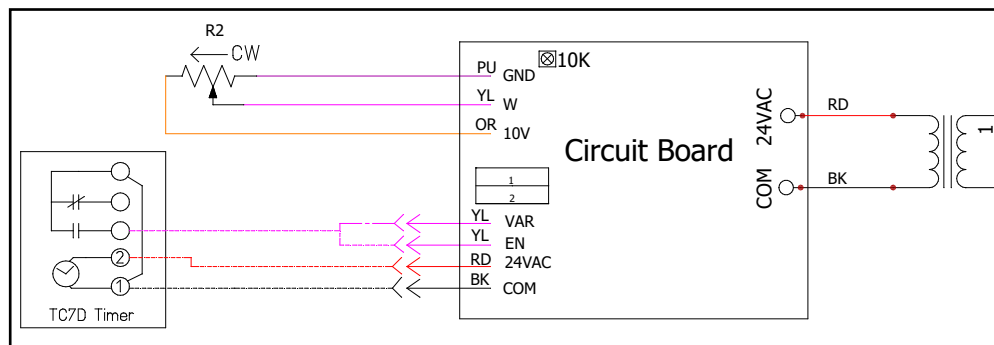 R2
CW
10K
PU GND
YL W
OR 10V
24VAC RD
Circuit Board
1
COM BK
1
2
YL VAR
YL EN
2
RD 24VAC
1
BK COM
TC7D Timer